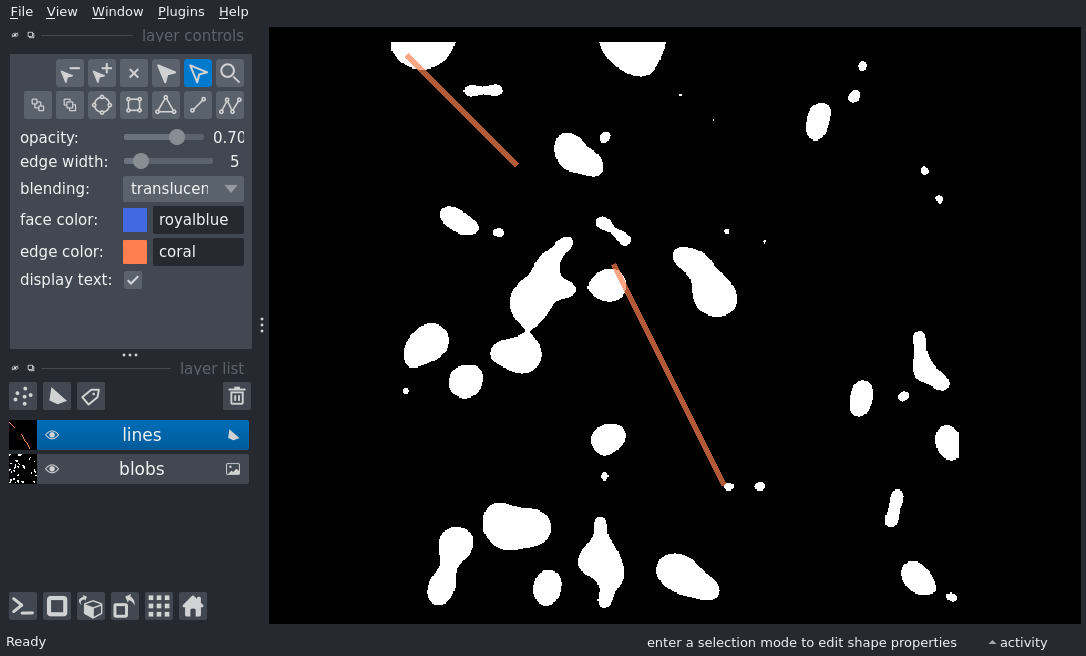 File View Window Plugins Help
layer controls
opacity: 0.70
edge width: 5
blending: translucen
face color: royalblue
edge color: coral
display text:
layer list
lines
blobs
Ready enter a selection mode to edit shape properties activity